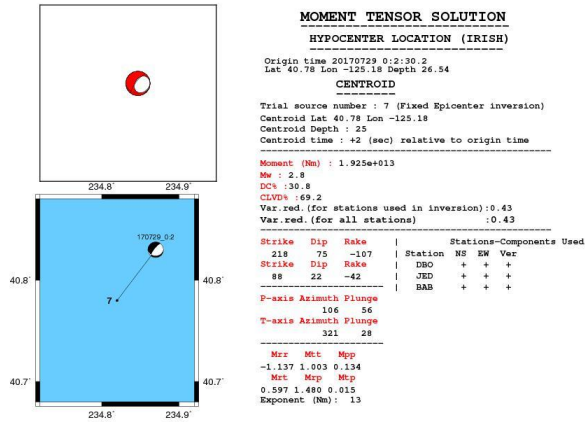 MOMENT TENSOR SOLUTION
HYPOCENTER LOCATION (IRISH)
Origin time 20170729 0:2:30.2
Lat 40.78 Lon -125.18 Depth 26.54
CENTROID
Trial source number : 7 (Fixed Epicenter inversion)
Centroid Lat 40.78 Lon -125.18
Centroid Depth : 25
Centroid time : +2 (sec) relative to origin time
Moment (Nm) : 1.925e+013
Mw : 2.8
DC% :30.8
CLVD% :69.2
Var.red.(for stations used in inversion):0.43
Var.red.(for all stations) :0.43
Strike Dip Rake | Stations-Components Used
218 75 -107 | Station NS EW Ver
Strike Dip Rake | DBO + + +
88 22 -42 | JED + + +
| BAB + + +
P-axis Azimuth Plunge
106 56
T-axis Azimuth Plunge
321 28
Mrr Mtt Mpp
-1.137 1.003 0.134
Mrt Mrp Mtp
0.597 1.480 0.015
Exponent (Nm): 13
234.8˚ 234.9˚
170729_0.2
40.8˚ 40.8˚
7
40.7˚ 40.7˚
234.8˚ 234.9˚